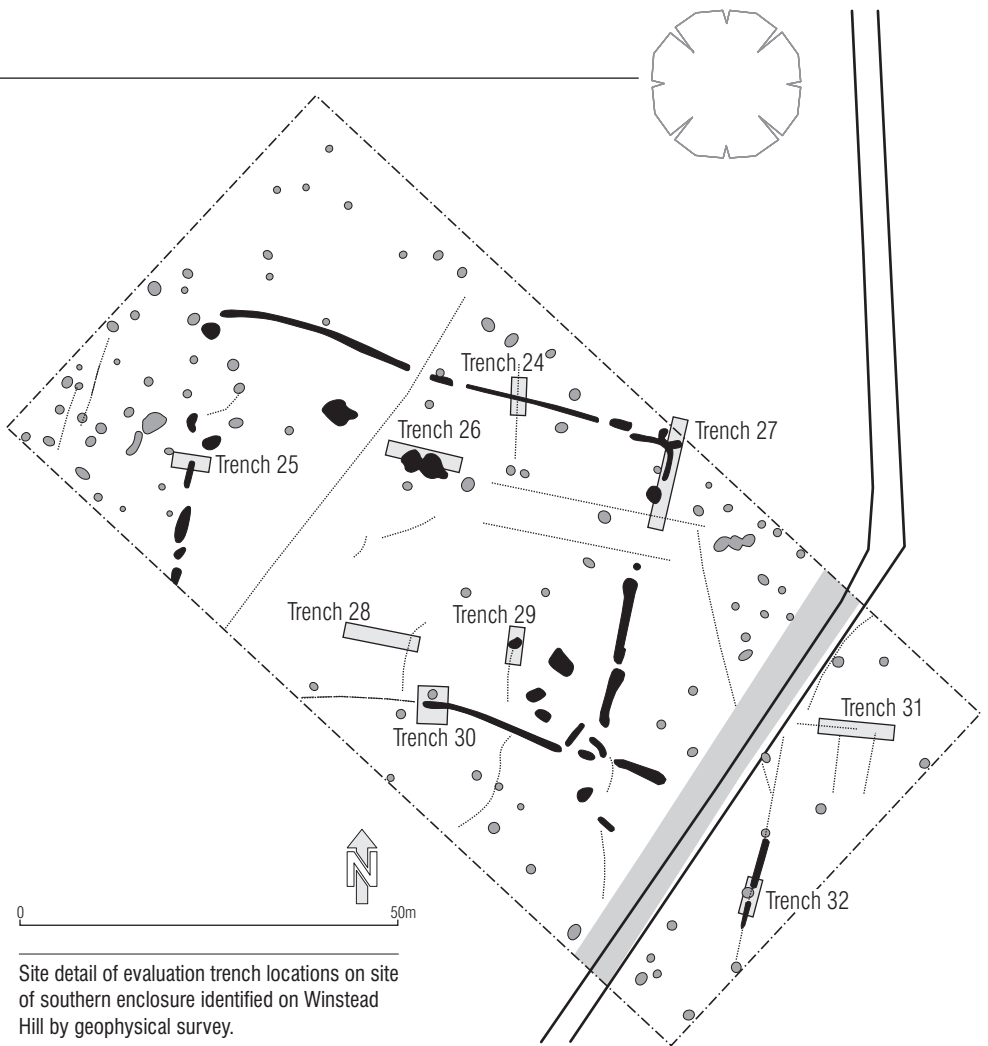 Trench 24
Trench 26
Trench 27
Trench 25
Trench 28
Trench 29
Trench 31
Trench 30
N
Trench 32
0 50m
Site detail of evaluation trench locations on site
of southern enclosure identified on Winstead
Hill by geophysical survey.